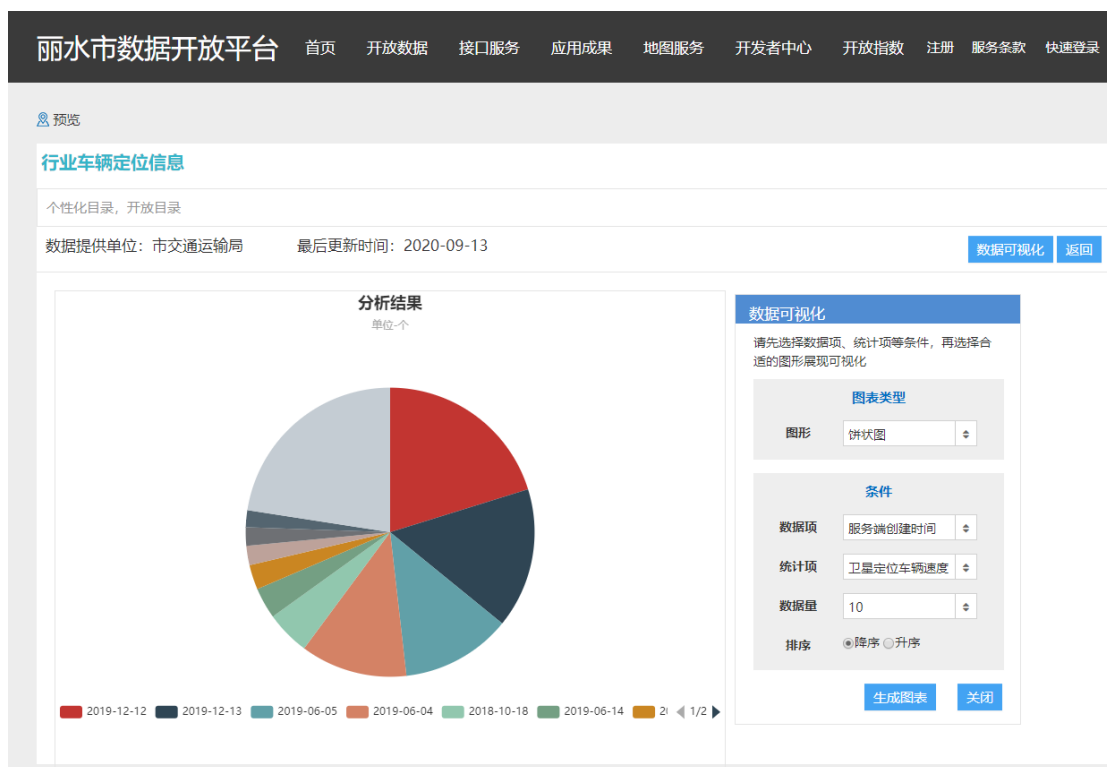 丽水市数据开放平台 首页 开放数据 接口服务 应用成果 地图服务 开发者中心 开放指数 注册 服务条款 快速登录
预览
行业车辆定位信息
个性化目录，开放目录
数据提供单位：市交通运输局 最后更新时间：2020-09-13
数据可视化 返回
分析结果
单位-个
2019-12-12 2019-12-13 2019-06-05 2019-06-04 2018-10-18 2019-06-14 1/2
数据可视化
请先选择数据项、统计项等条件，再选择合
适的图形展现可视化
图表类型
图形 饼状图
条件
数据项 服务端创建时间
统计项 卫星定位车辆速度
数据量 10
排序 降序 升序
生成图表 关闭